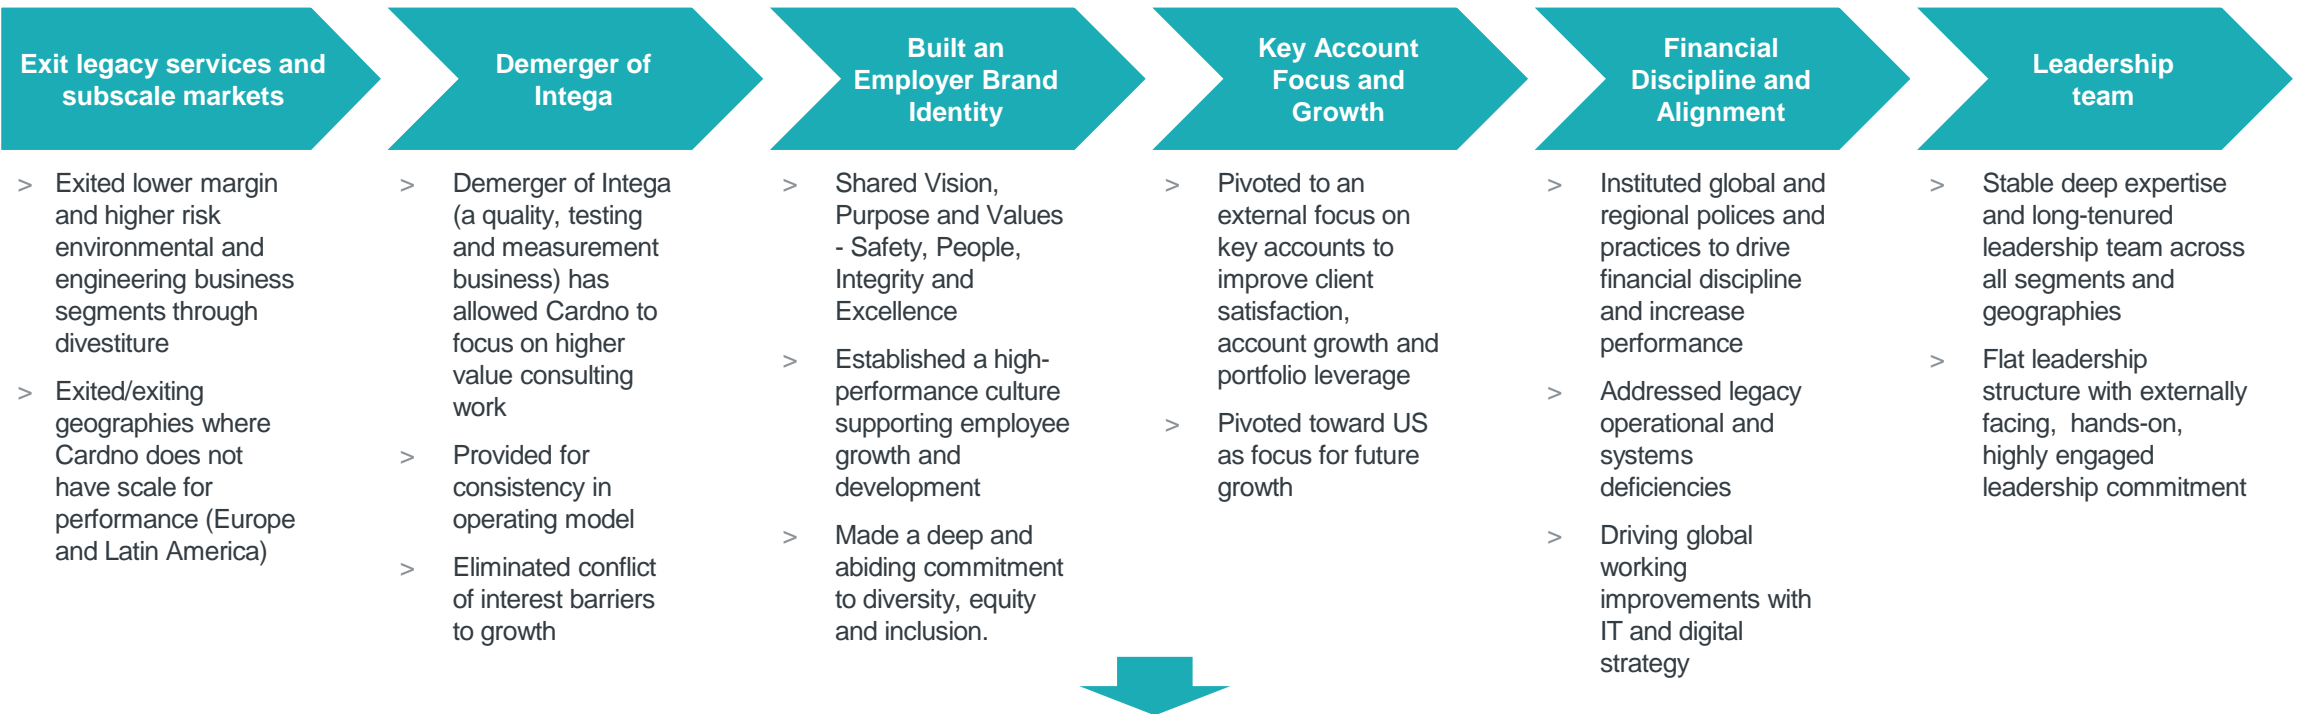 Exit legacy services and
subscale markets
> Exited lower margin
and higher risk
environmental and
engineering business
segments through
divestiture
> Exited/exiting
geographies where
Cardno does not
have scale for
performance (Europe
and Latin America)
Demerger of
Intega
> Demerger of Intega
(a quality, testing
and measurement
business) has
allowed Cardno to
focus on higher
value consulting
work
> Provided for
consistency in
operating model
> Eliminated conflict
of interest barriers
to growth
Built an
Employer Brand
Identity
> Shared Vision,
Purpose and Values
- Safety, People,
Integrity and
Excellence
> Established a high-
performance culture
supporting employee
growth and
development
> Made a deep and
abiding commitment
to diversity, equity
and inclusion.
Key Account
Focus and
Growth
> Pivoted to an
external focus on
key accounts to
improve client
satisfaction,
account growth and
portfolio leverage
> Pivoted toward US
as focus for future
growth
Financial
Discipline and
Alignment
> Instituted global and
regional polices and
practices to drive
financial discipline
and increase
performance
> Addressed legacy
operational and
systems
deficiencies
> Driving global
working
improvements with
IT and digital
strategy
Leadership
team
> Stable deep expertise
and long-tenured
leadership team across
all segments and
geographies
> Flat leadership
structure with externally
facing,  hands-on,
highly engaged
leadership commitment